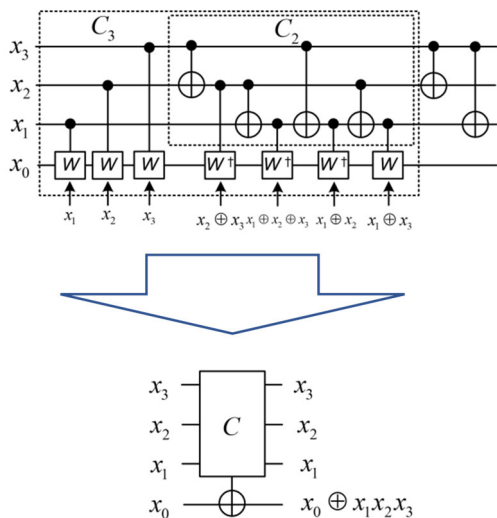 C₃ C₂
x₃
x₂
x₁
x₀ W W W W† W† W† W
x₁ x₂ x₃ x₂ ⊕ x₃ x₁ ⊕ x₂ ⊕ x₃ x₁ ⊕ x₂ x₁ ⊕ x₃
x₃ x₃
x₂ C x₂
x₁ x₁
x₀ x₀ ⊕ x₁x₂x₃